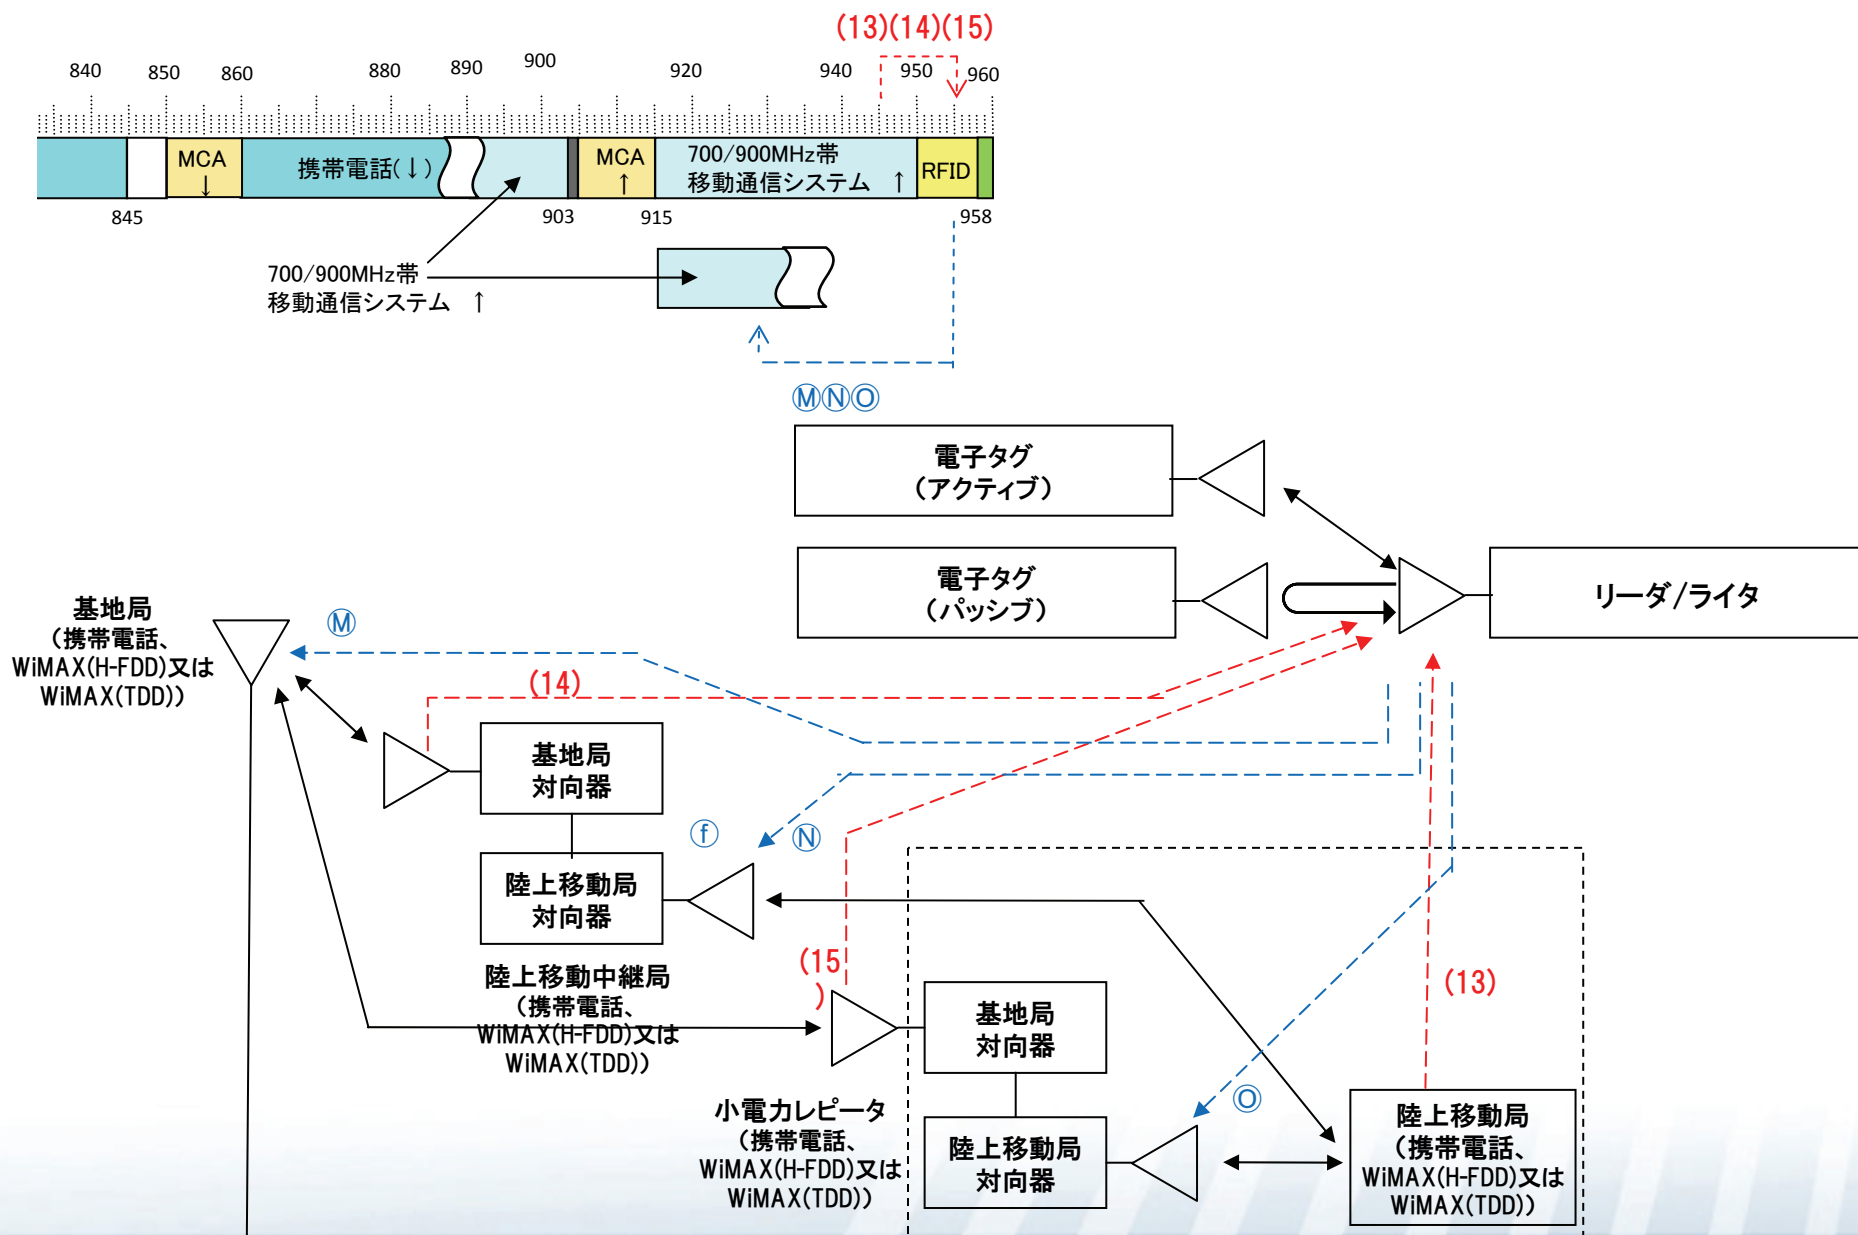 (13)(14)(15)
840 850 860 880 890 900 920 940 950 960
MCA
↓
携帯電話(↓)
MCA
↑
700/900MHz帯
移動通信システム ↑
RFID
845 903 915 958
700/900MHz帯
移動通信システム ↑
ⓂⓃⓄ
電子タグ
(アクティブ)
電子タグ
(パッシブ)
リーダ/ライタ
基地局
(携帯電話、
WiMAX(H-FDD)又は
WiMAX(TDD))
Ⓜ
(14)
基地局
対向器
ⓕ
Ⓝ
陸上移動局
対向器
陸上移動中継局
(携帯電話、
WiMAX(H-FDD)又は
WiMAX(TDD))
(15
)
(13)
基地局
対向器
小電力レピータ
(携帯電話、
WiMAX(H-FDD)又は
WiMAX(TDD))
陸上移動局
対向器
Ⓞ
陸上移動局
(携帯電話、
WiMAX(H-FDD)又は
WiMAX(TDD))